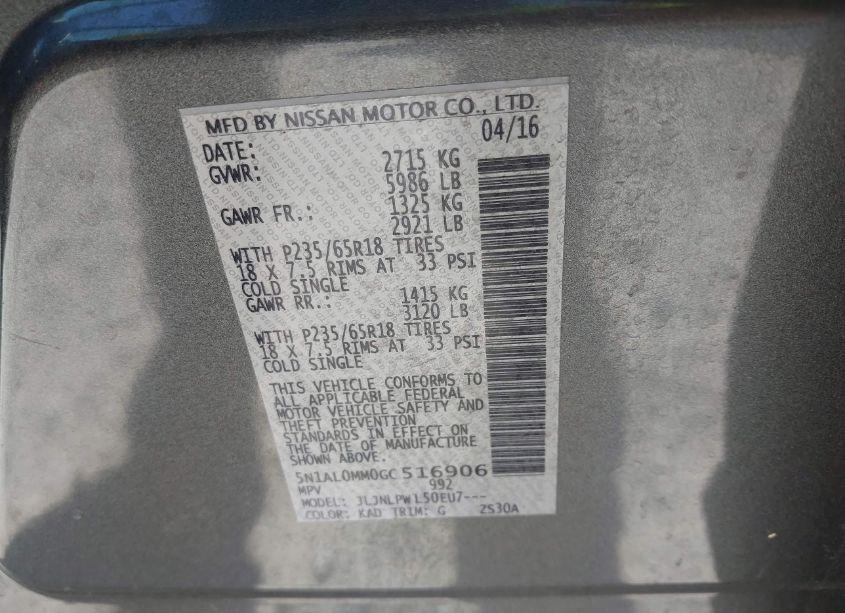 MFD BY NISSAN MOTOR CO., LTD.
DATE: 04/16
GVWR: 2715 KG
5986 LB
GAWR FR.: 1325 KG
2921 LB
WITH P235/65R18 TIRES
18 X 7.5 RIMS AT 33 PSI
COLD SINGLE
GAWR RR.: 1415 KG
3120 LB
WITH P235/65R18 TIRES
18 X 7.5 RIMS AT 33 PSI
COLD SINGLE
THIS VEHICLE CONFORMS TO
ALL APPLICABLE FEDERAL
MOTOR VEHICLE SAFETY AND
THEFT PREVENTION
STANDARDS IN EFFECT ON
THE DATE OF MANUFACTURE
SHOWN ABOVE.
5N1AL0MM0GC516906
MPV 992
MODEL: JLJNLPWL50EU7---
COLOR: KAD TRIM: G 2S30A